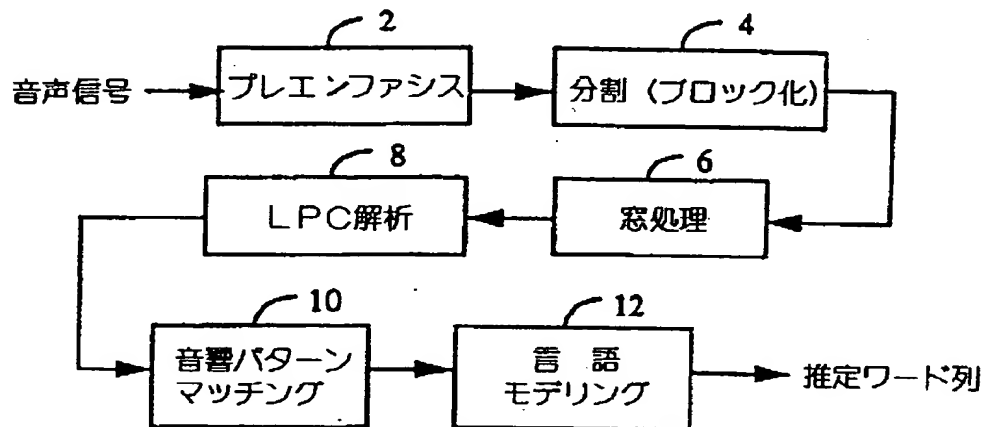 2
4
音声信号
プレエンファシス
分割（ブロック化）
8
6
ＬＰＣ解析
窓処理
10
12
音響パターン
マッチング
言 語
モデリング
推定ワード列